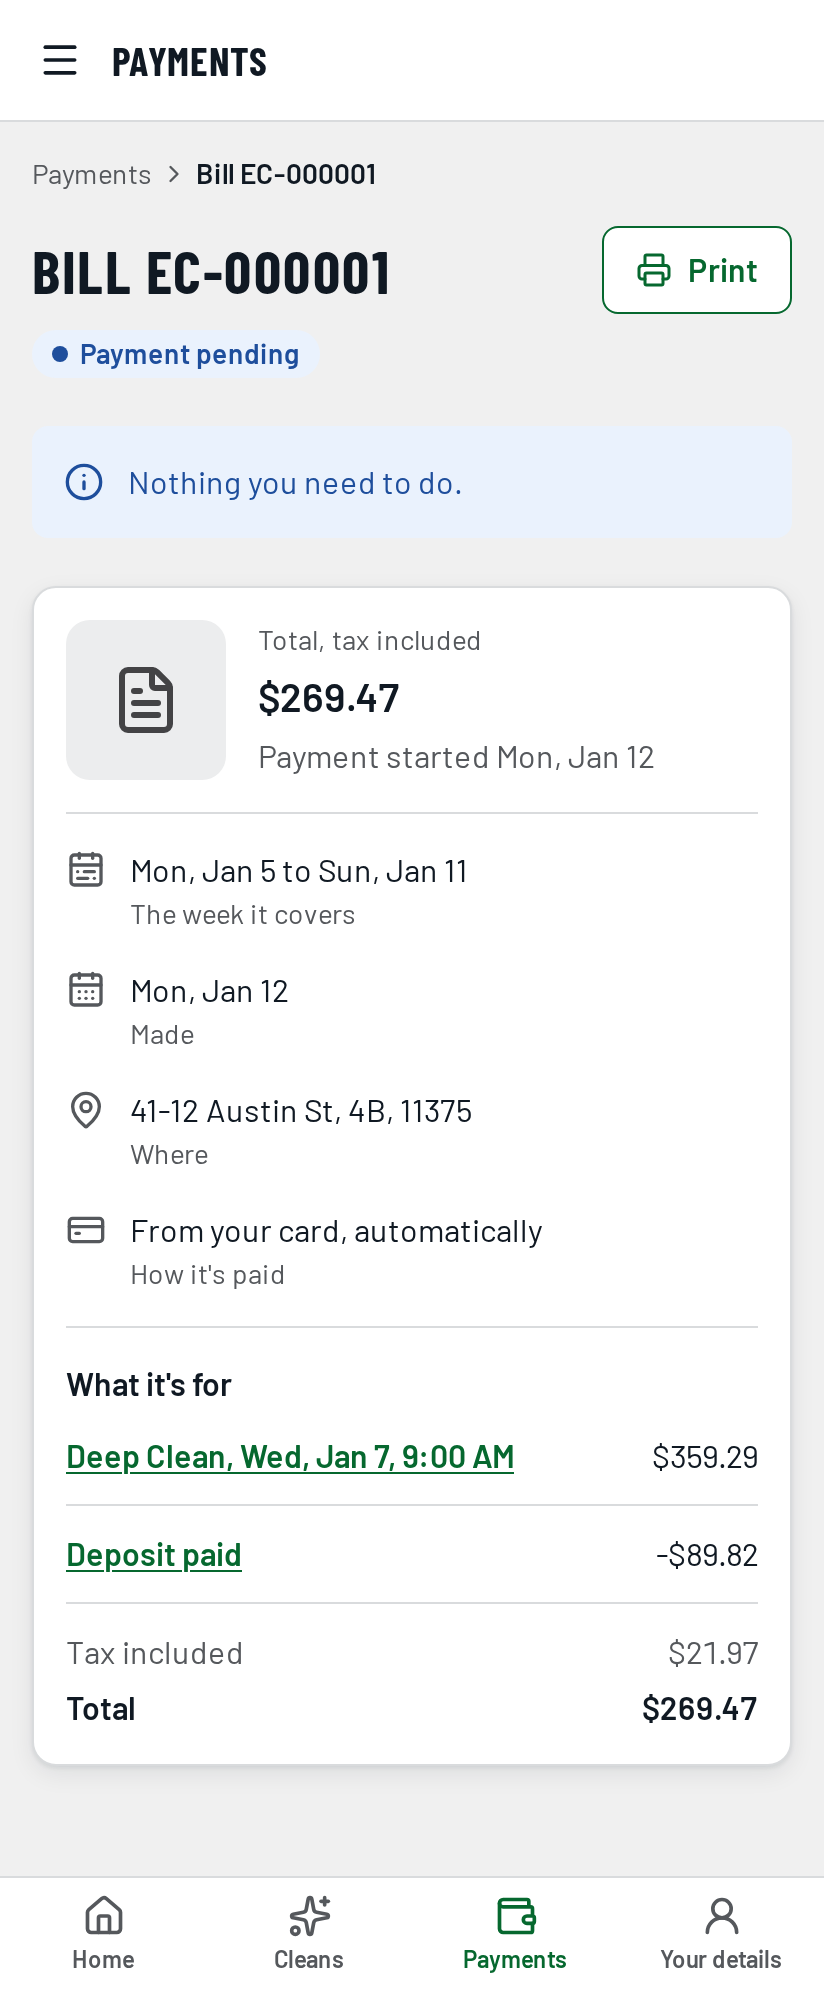 PAYMENTS
Payments > Bill EC-000001
BILL EC-000001
Print
Payment pending
Nothing you need to do.
Total, tax included
$269.47
Payment started Mon, Jan 12
Mon, Jan 5 to Sun, Jan 11
The week it covers
Mon, Jan 12
Made
41-12 Austin St, 4B, 11375
Where
From your card, automatically
How it's paid
What it's for
Deep Clean, Wed, Jan 7, 9:00 AM $359.29
Deposit paid -$89.82
Tax included $21.97
Total $269.47
Home Cleans Payments Your details